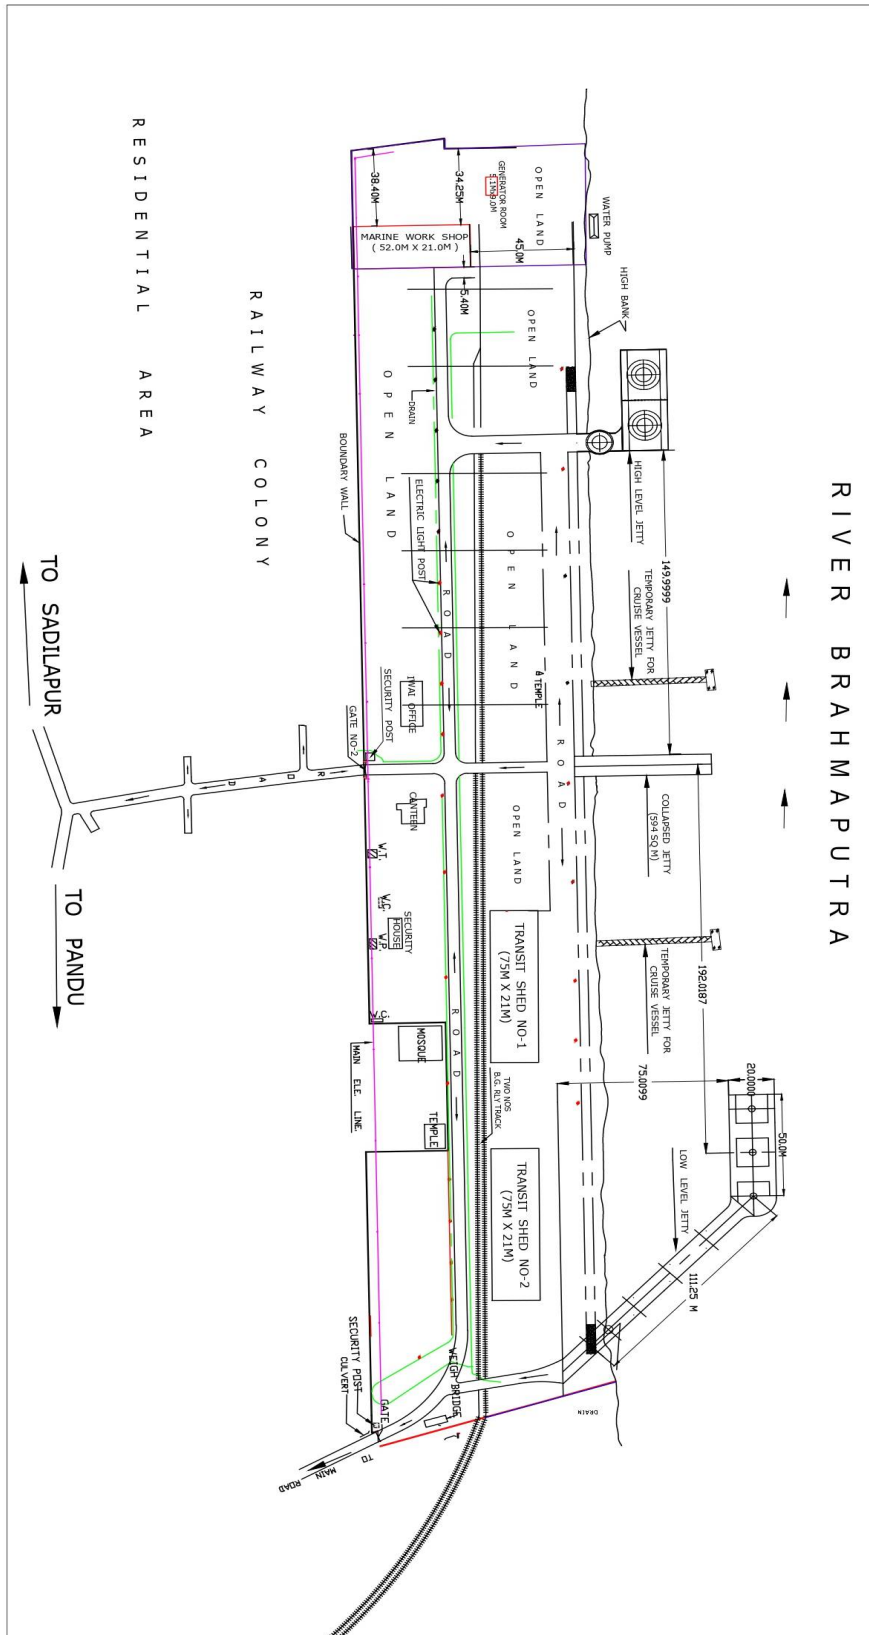 RESIDENTIAL AREA
RAILWAY COLONY
RIVER BRAHMAPUTRA
TO SADILAPUR
TO PANDU
38.40M
34.25M
GENERATOR ROOM
OPEN LAND
WATER PUMP
MARINE WORK SHOP
( 52.0M X 21.0M )
45.0M
5.40M
HIGH BANK
OPEN LAND
OPEN LAND
DRAIN
BOUNDARY WALL
ELECTRIC LIGHT POST
HIGH LEVEL JETTY
149.9999
TEMPORARY JETTY FOR
CRUISE VESSEL
OPEN LAND
ROAD
TEMPLE
IWAI OFFICE
SECURITY POST
GATE NO-2
ROAD
ROAD
COLLAPSED JETTY
(594 SQ M)
CANTEEN
OPEN LAND
W.T.
W.C.
SECURITY
HOUSE
W.P.
TRANSIT SHED NO-1
(75M X 21M)
TEMPORARY JETTY FOR
CRUISE VESSEL
192.0187
MAIN ELE. LINE.
MOSQUE
ROAD
TWO NOS
B.G. RLY TRACK
75.0099
20.0000
50.0M
TEMPLE
TRANSIT SHED NO-2
(75M X 21M)
LOW LEVEL JETTY
111.25 M
SECURITY POST
CULVERT
GATE
WEIGH BRIDGE
DRAIN
TO MAIN ROAD